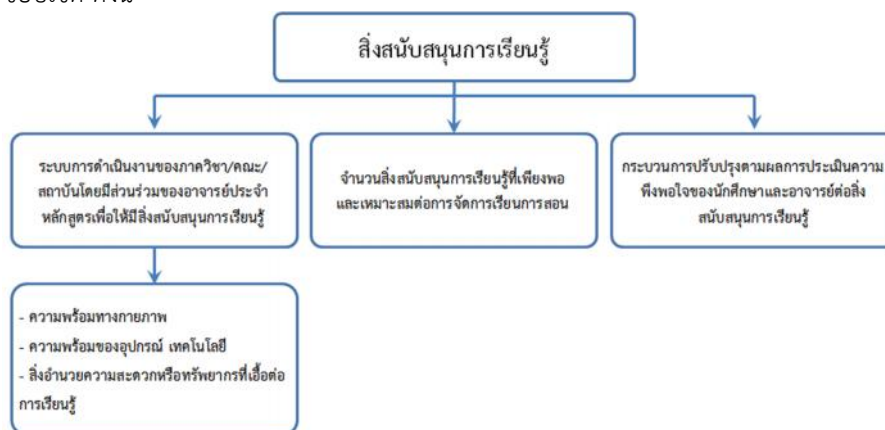 สิ่งสนับสนุนการเรียนรู้
ระบบการดำเนินงานของภาควิชา/คณะ/
สถาบันโดยมีส่วนร่วมของอาจารย์ประจำ
หลักสูตรเพื่อให้มีสิ่งสนับสนุนการเรียนรู้
จำนวนสิ่งสนับสนุนการเรียนรู้ที่เพียงพอ
และเหมาะสมต่อการจัดการเรียนการสอน
กระบวนการปรับปรุงตามผลการประเมินความ
พึงพอใจของนักศึกษาและอาจารย์ต่อสิ่ง
สนับสนุนการเรียนรู้
- ความพร้อมทางกายภาพ
- ความพร้อมของอุปกรณ์ เทคโนโลยี
- สิ่งอำนวยความสะดวกหรือทรัพยากรที่เอื้อต่อ
การเรียนรู้